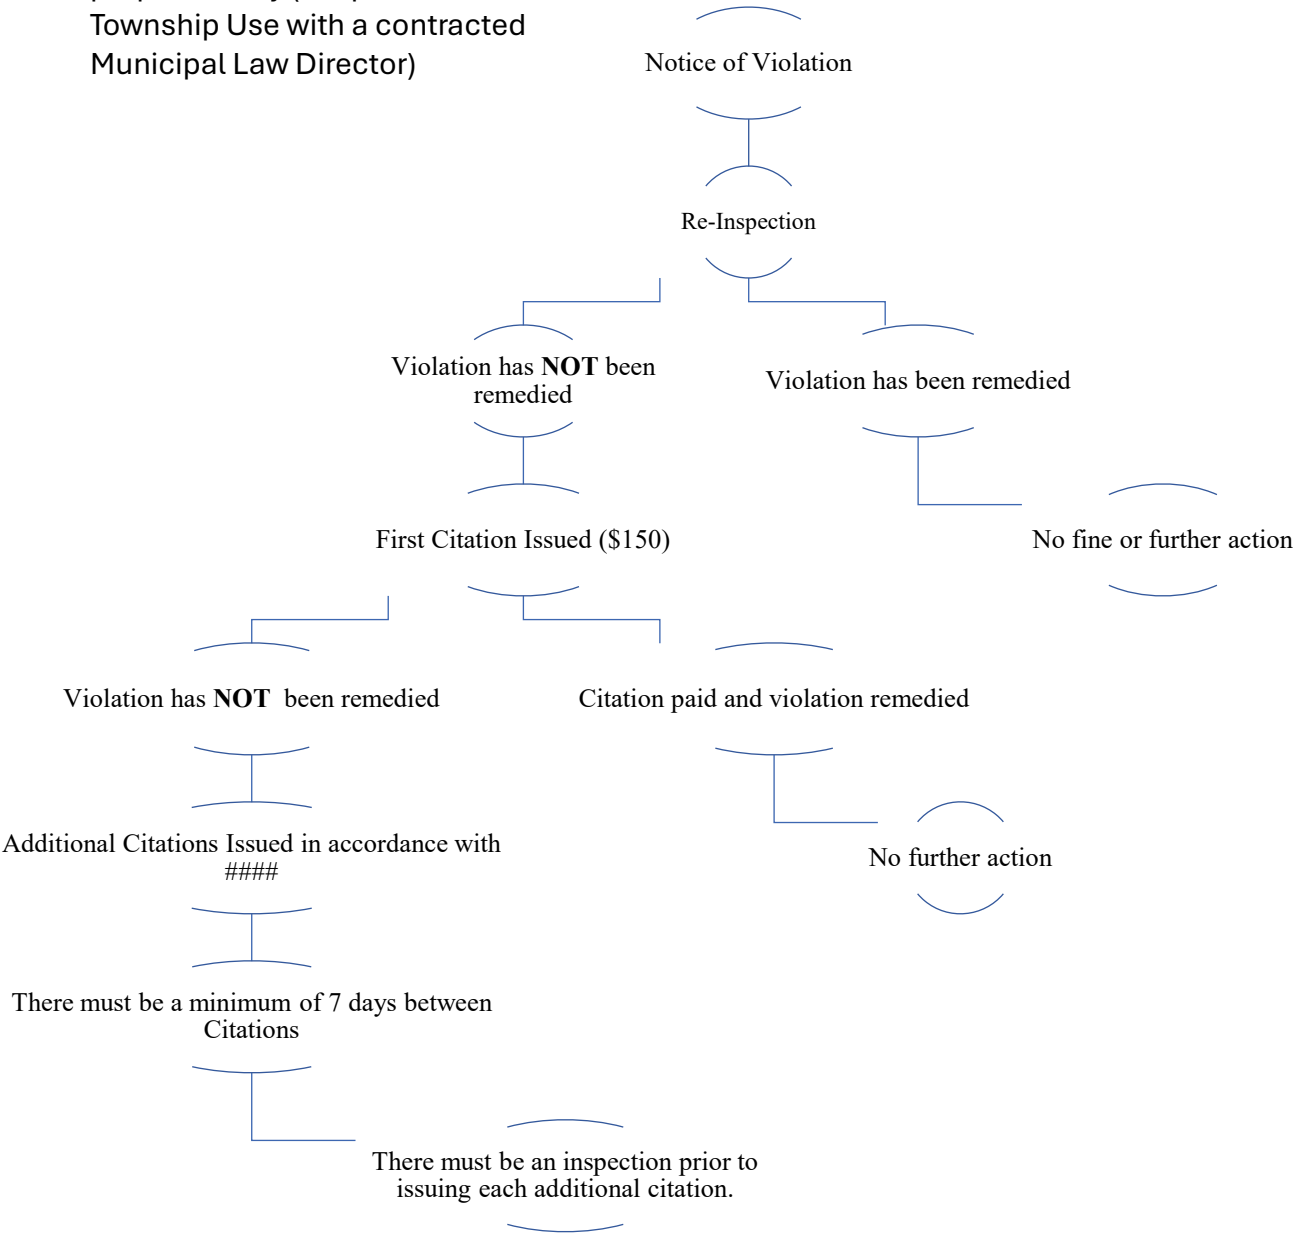 Township Use with a contracted
Municipal Law Director)
Notice of Violation
Re-Inspection
Violation has NOT been
remedied
Violation has been remedied
First Citation Issued ($150)
No fine or further action
Violation has NOT  been remedied
Citation paid and violation remedied
Additional Citations Issued in accordance with
####
No further action
There must be a minimum of 7 days between
Citations
There must be an inspection prior to
issuing each additional citation.